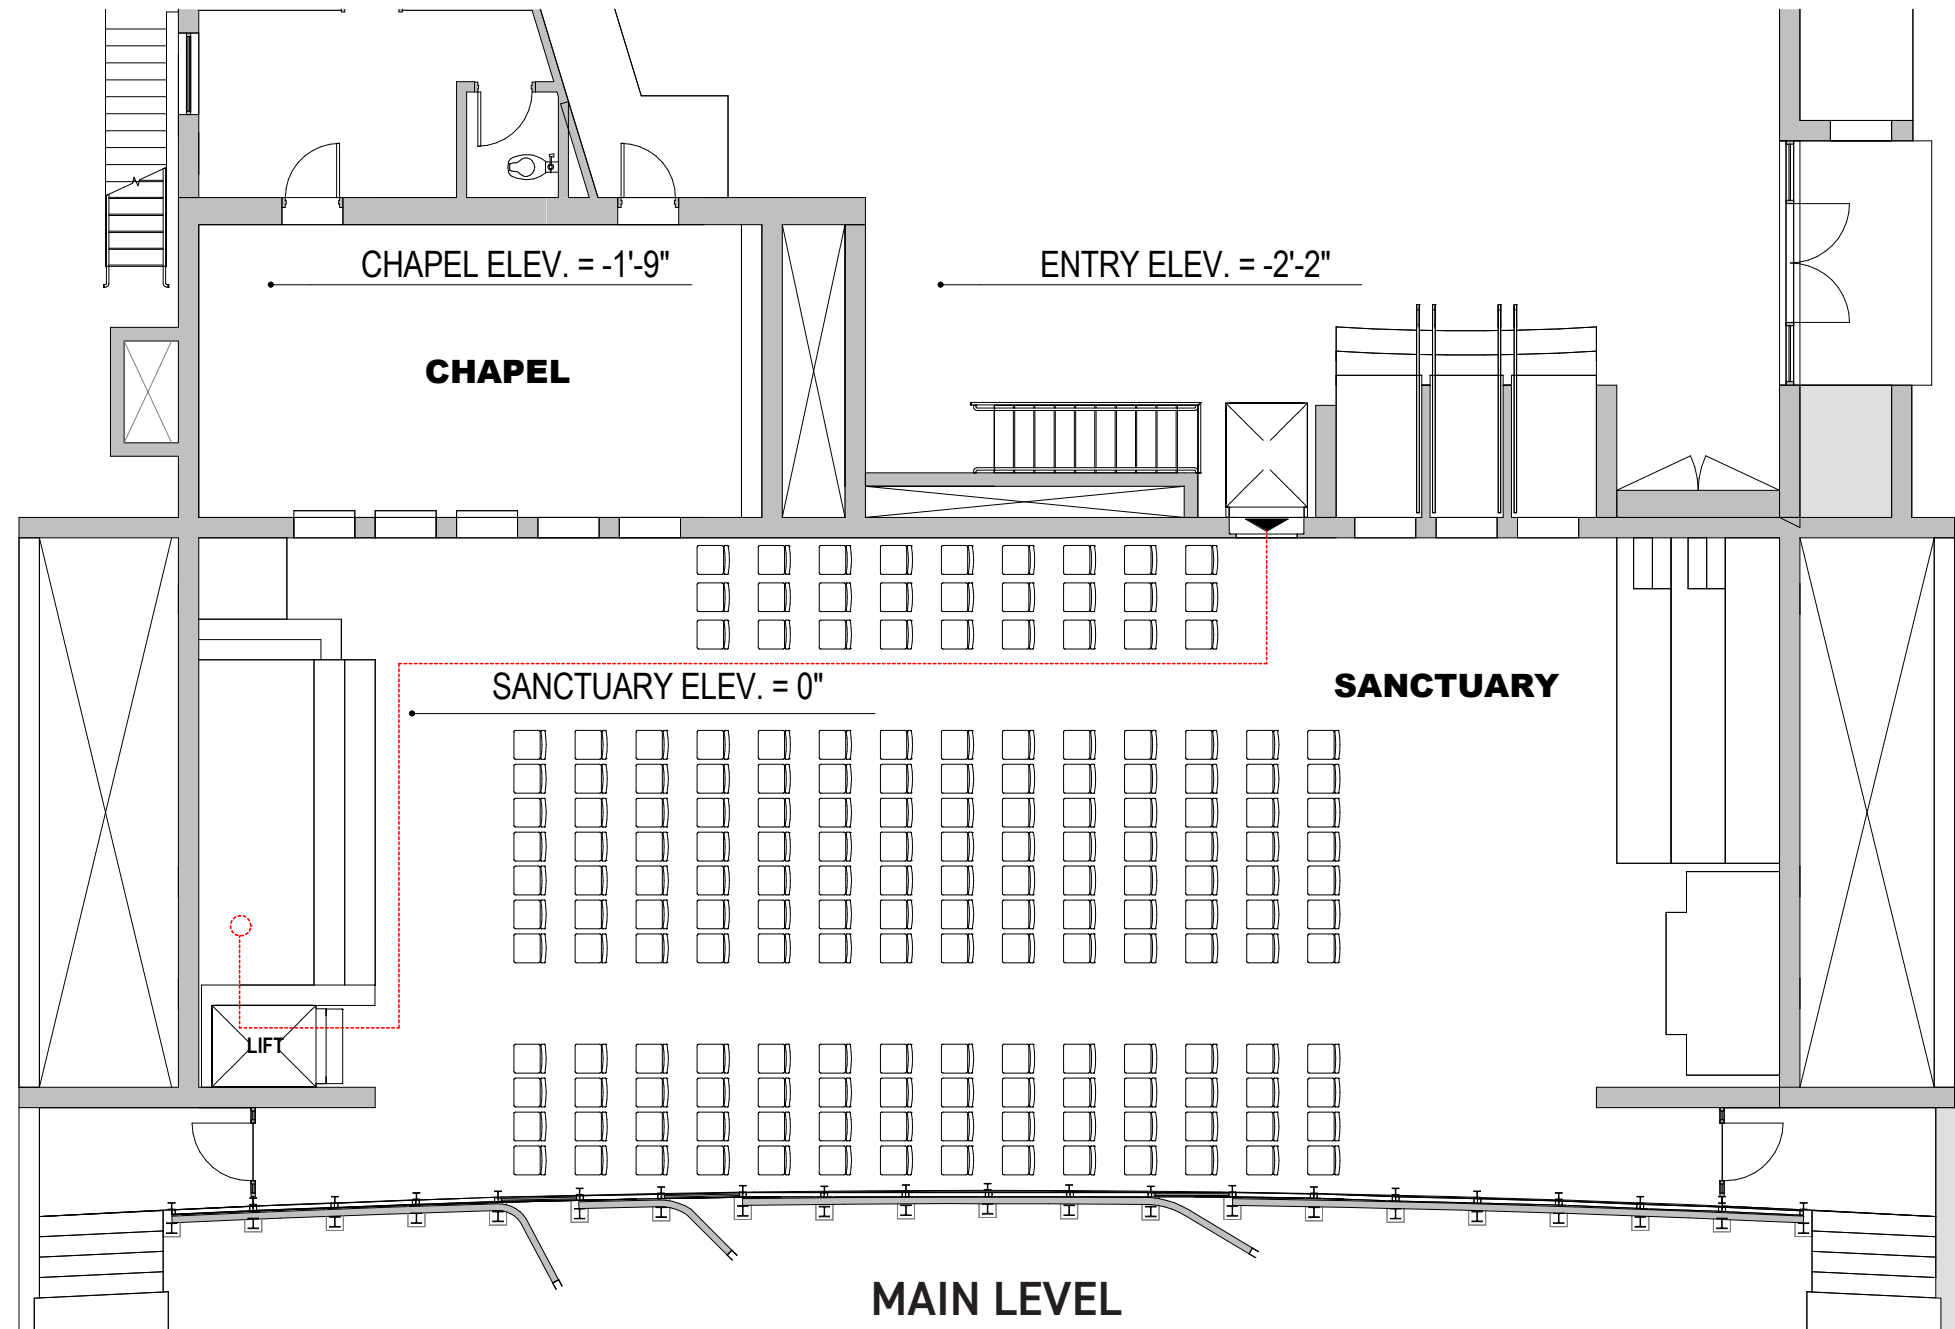 CHAPEL ELEV. = -1'-9"
ENTRY ELEV. = -2'-2"
CHAPEL
SANCTUARY ELEV. = 0"
SANCTUARY
LIFT
MAIN LEVEL